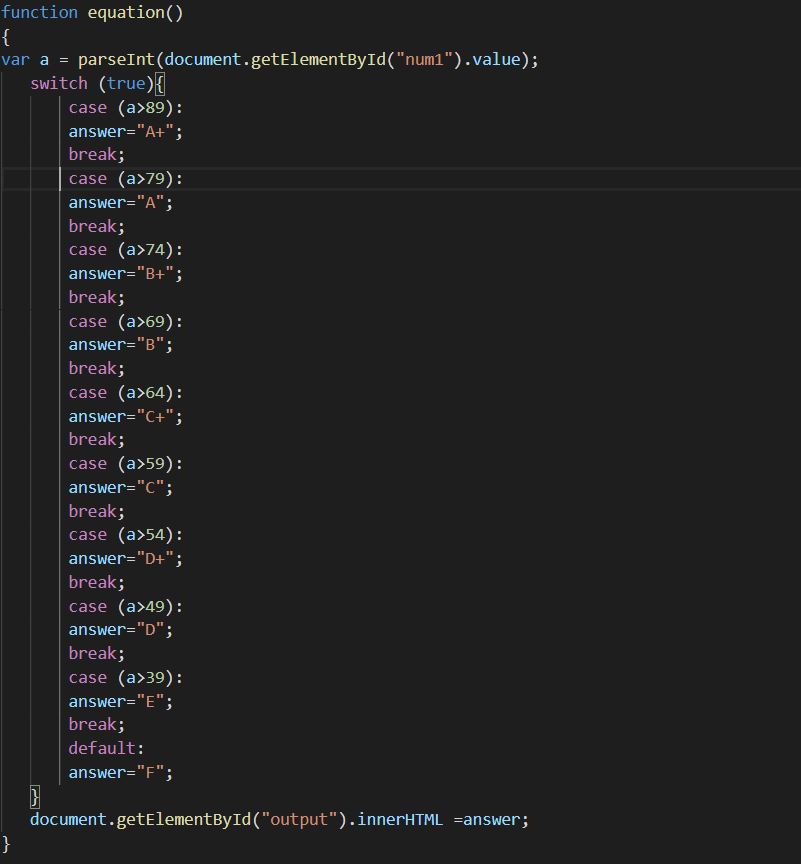 function equation()
{
var a = parseInt(document.getElementById("num1").value);
switch (true){
case (a>89):
answer="A+";
break;
case (a>79):
answer="A";
break;
case (a>74):
answer="B+";
break;
case (a>69):
answer="B";
break;
case (a>64):
answer="C+";
break;
case (a>59):
answer="C";
break;
case (a>54):
answer="D+";
break;
case (a>49):
answer="D";
break;
case (a>39):
answer="E";
break;
default:
answer="F";
}
document.getElementById("output").innerHTML =answer;
}